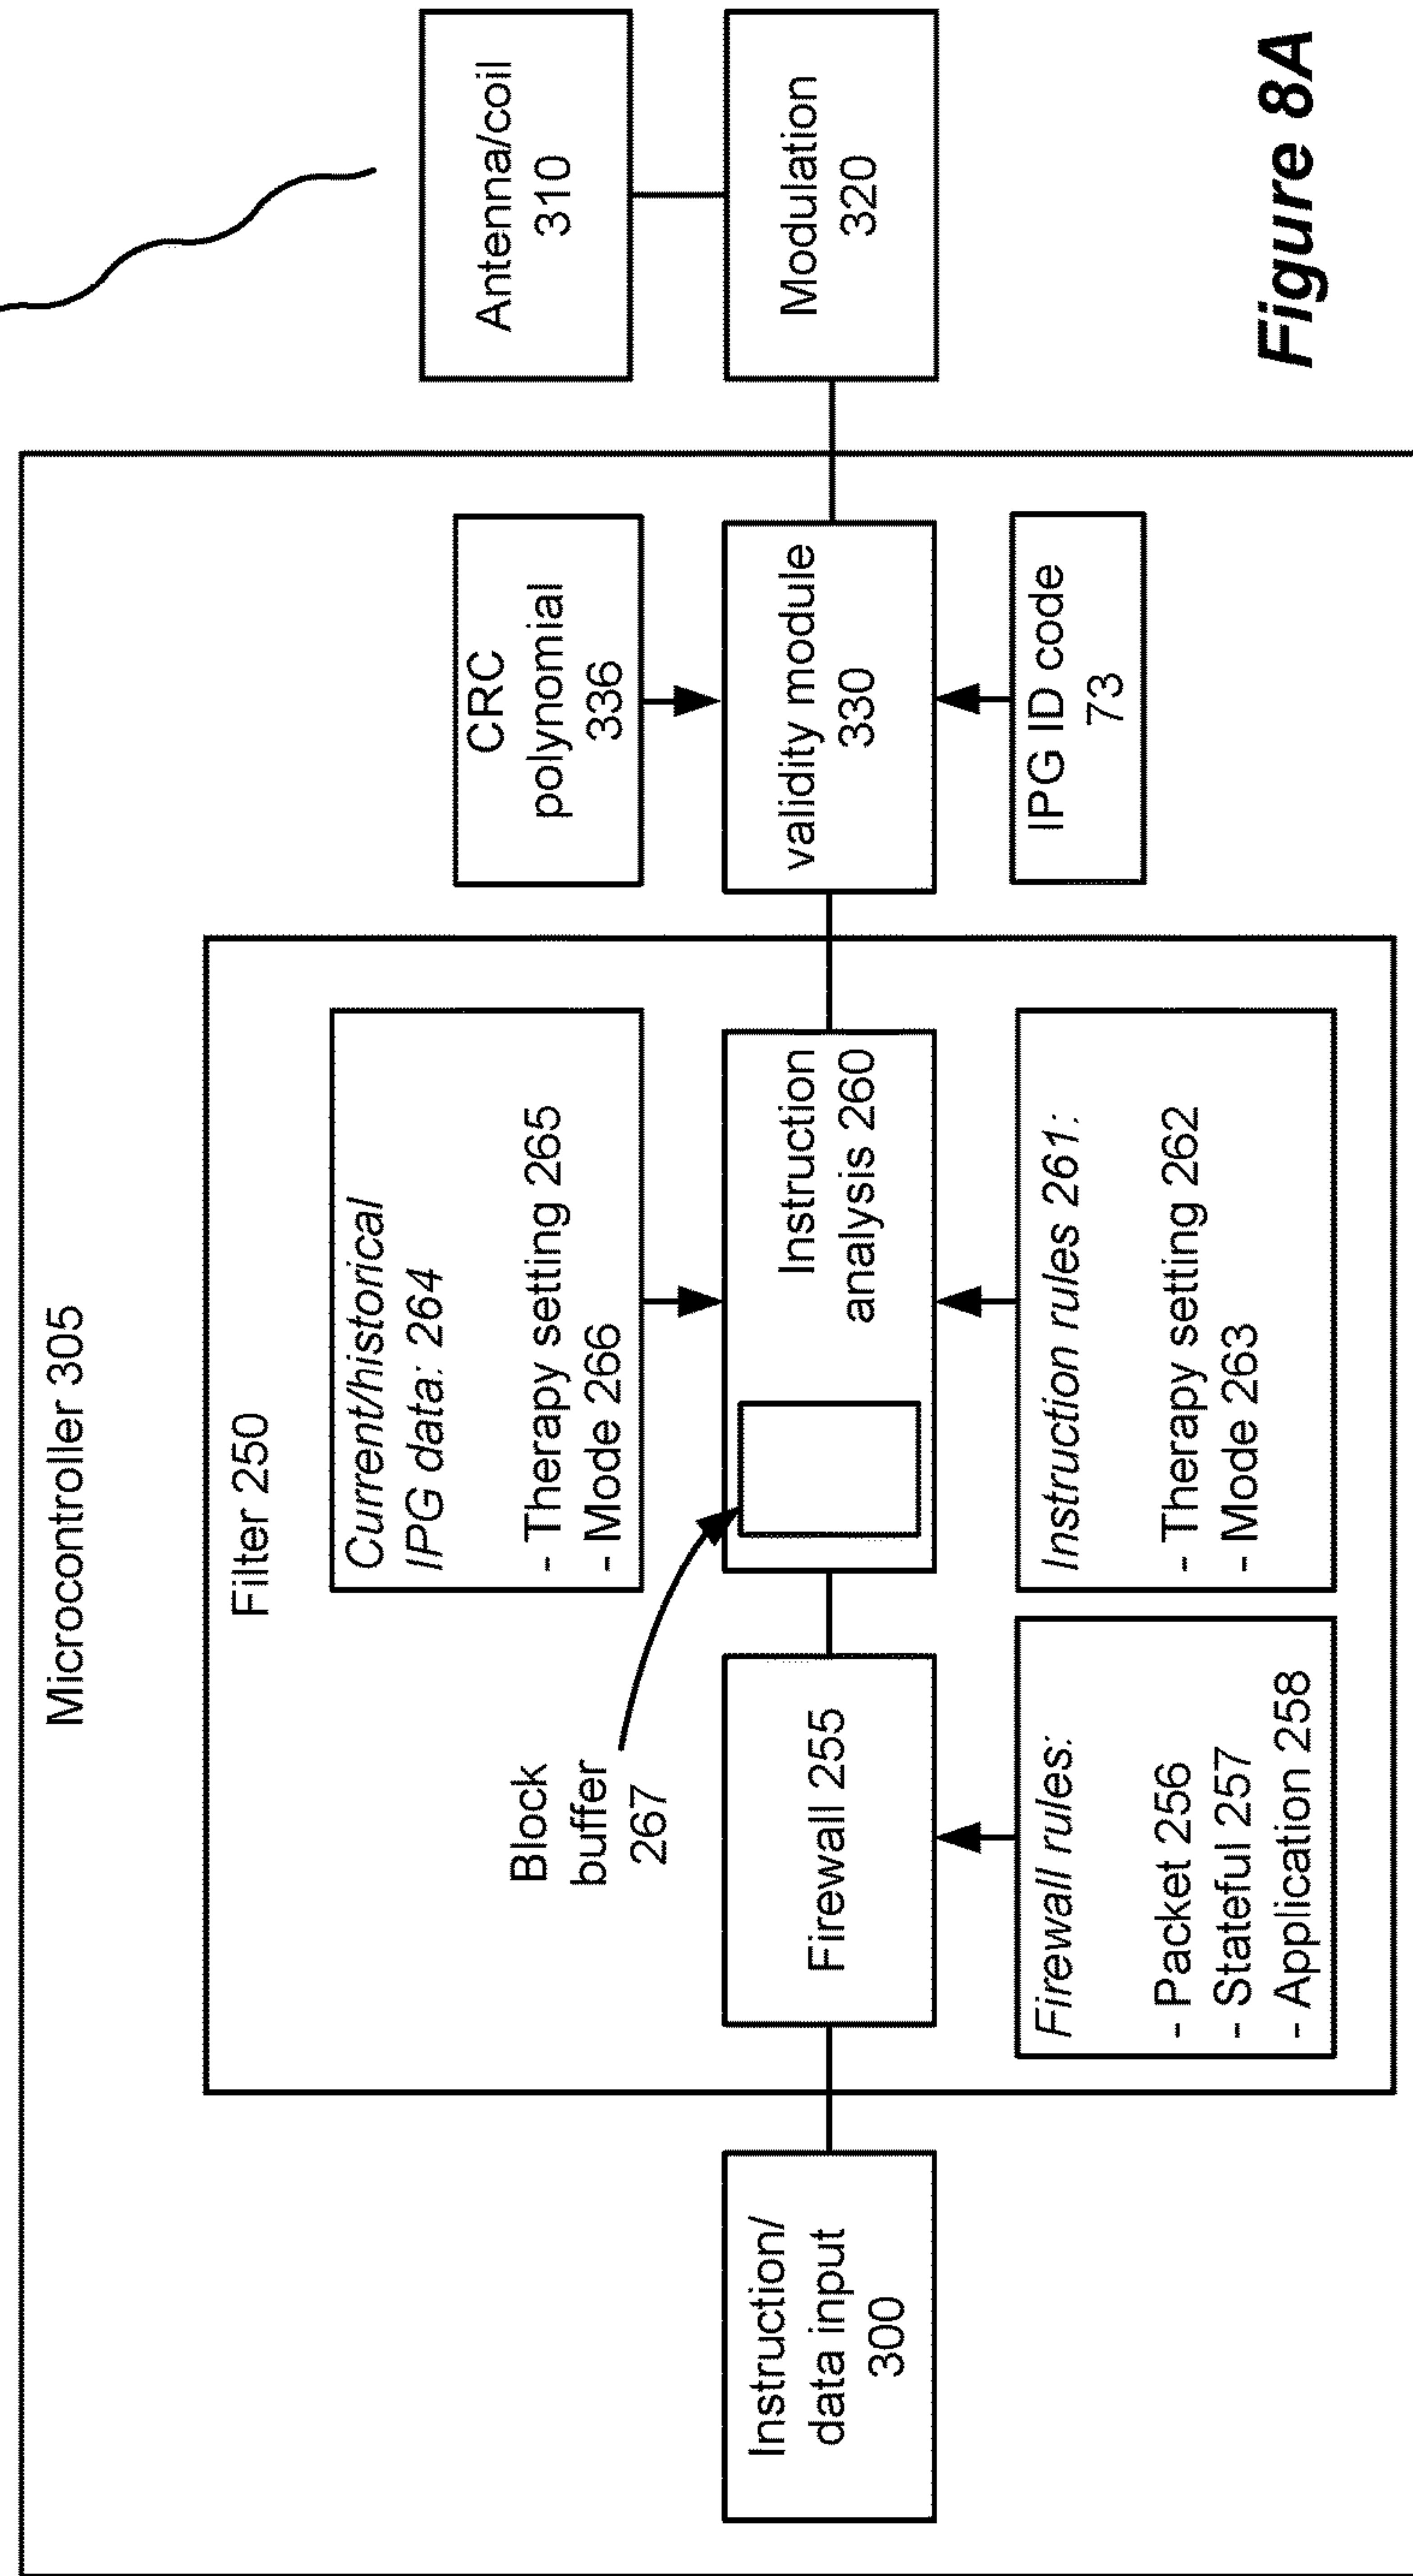 Microcontroller 305
Filter 250
Current/historical
IPG data: 264
- Therapy setting 265
- Mode 266
CRC
polynomial
336
Antenna/coil
310
Block
buffer
267
Instruction/
data input
300
Firewall 255
Instruction
analysis 260
validity module
330
Modulation
320
Firewall rules:
- Packet 256
- Stateful 257
- Application 258
Instruction rules 261:
- Therapy setting 262
- Mode 263
IPG ID code
73
Figure 8A